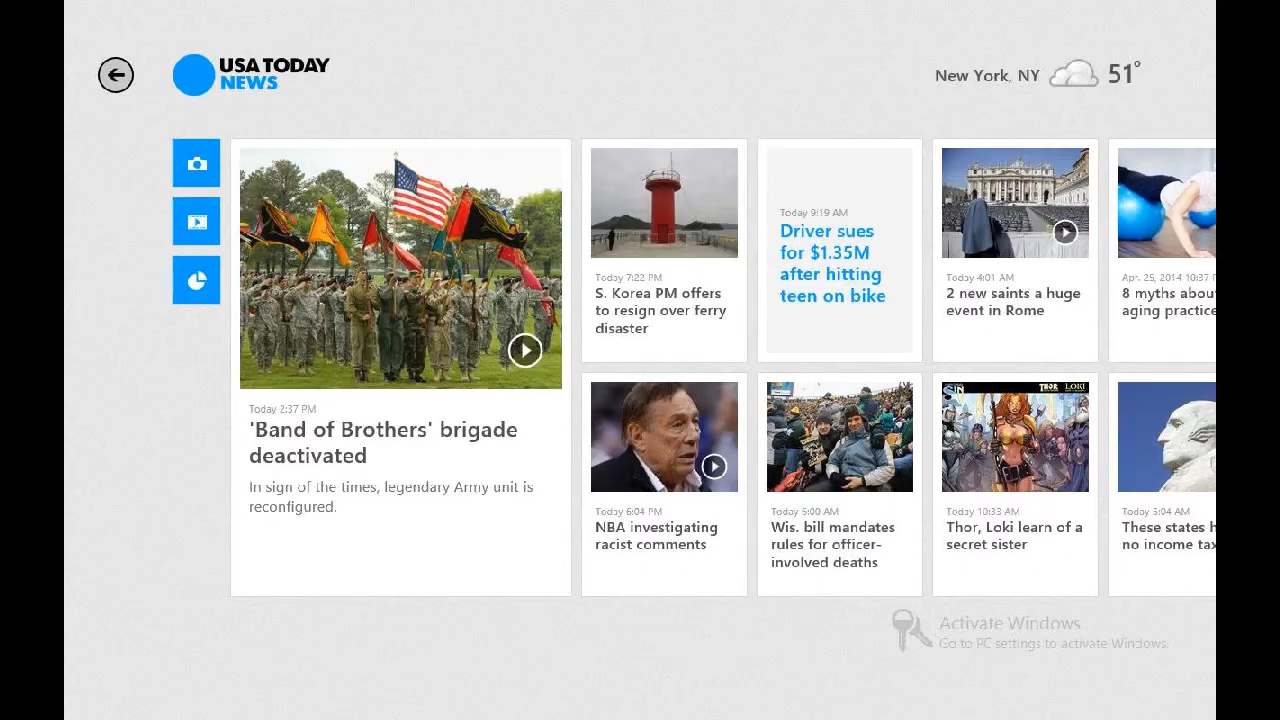 USA TODAY
NEWS
New York, NY
51°
Today 2:37 PM
'Band of Brothers' brigade
deactivated
In sign of the times, legendary Army unit is
reconfigured.
Today 7:22 PM
S. Korea PM offers
to resign over ferry
disaster
Today 9:19 AM
Driver sues
for $1.35M
after hitting
teen on bike
Today 4:01 AM
2 new saints a huge
event in Rome
Apr. 25, 2014 10:37
8 myths about
aging practice
Today 6:04 PM
NBA investigating
racist comments
Today 6:00 AM
Wis. bill mandates
rules for officer-
involved deaths
SIN
THOR LOKI
Today 10:33 AM
Thor, Loki learn of a
secret sister
Today 5:04 AM
These states h
no income tax
Activate Windows
Go to PC settings to activate Windows.